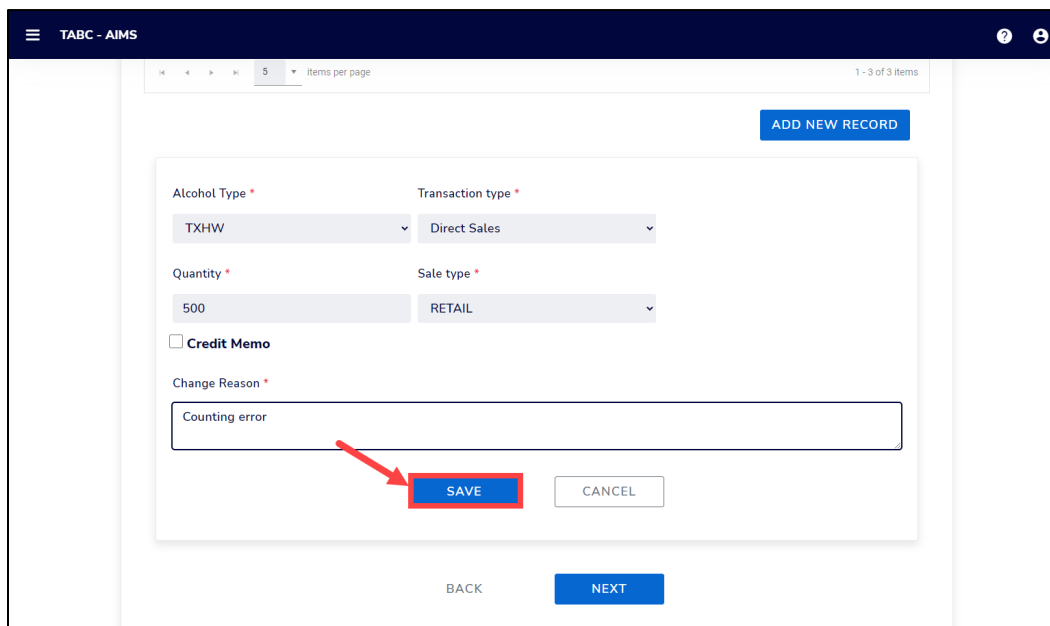 TABC - AIMS
5 items per page 1 - 3 of 3 items
ADD NEW RECORD
Alcohol Type * Transaction type *
TXHW Direct Sales
Quantity * Sale type *
500 RETAIL
Credit Memo
Change Reason *
Counting error
SAVE CANCEL
BACK NEXT